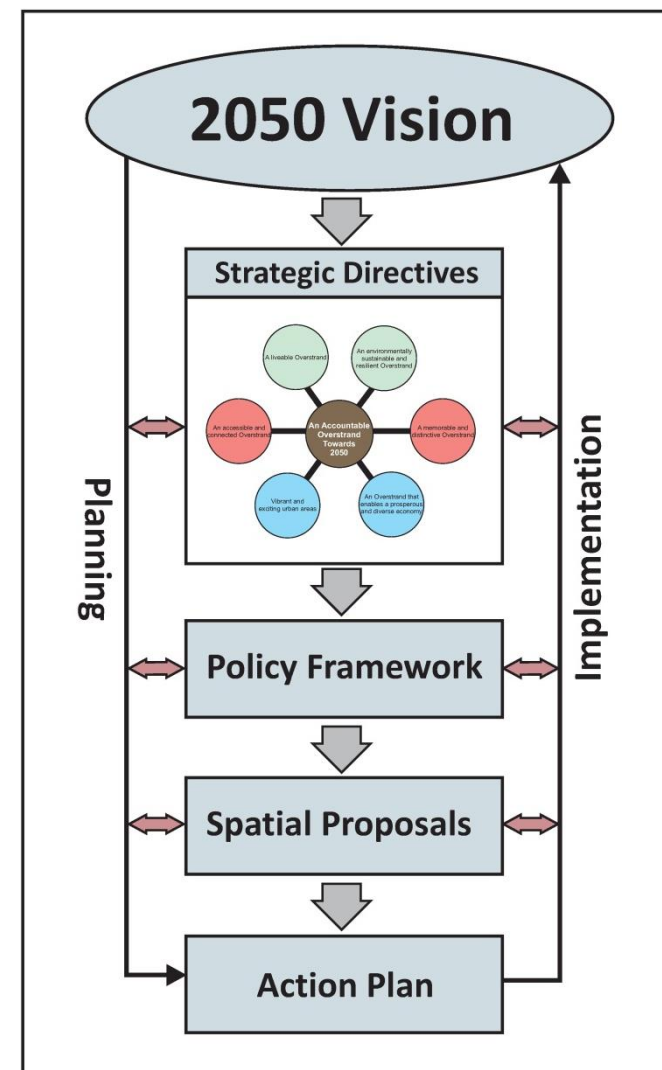 2050 Vision
Strategic Directives
A liveable Overstrand
An environmentally
sustainable and
resilient Overstrand
An accessible and
connected Overstrand
An Accountable
Overstrand
Towards
2050
A memorable and
distinctive Overstrand
Vibrant and
exciting urban areas
An Overstrand that
enables a prosperous
and diverse economy
Planning
Implementation
Policy Framework
Spatial Proposals
Action Plan